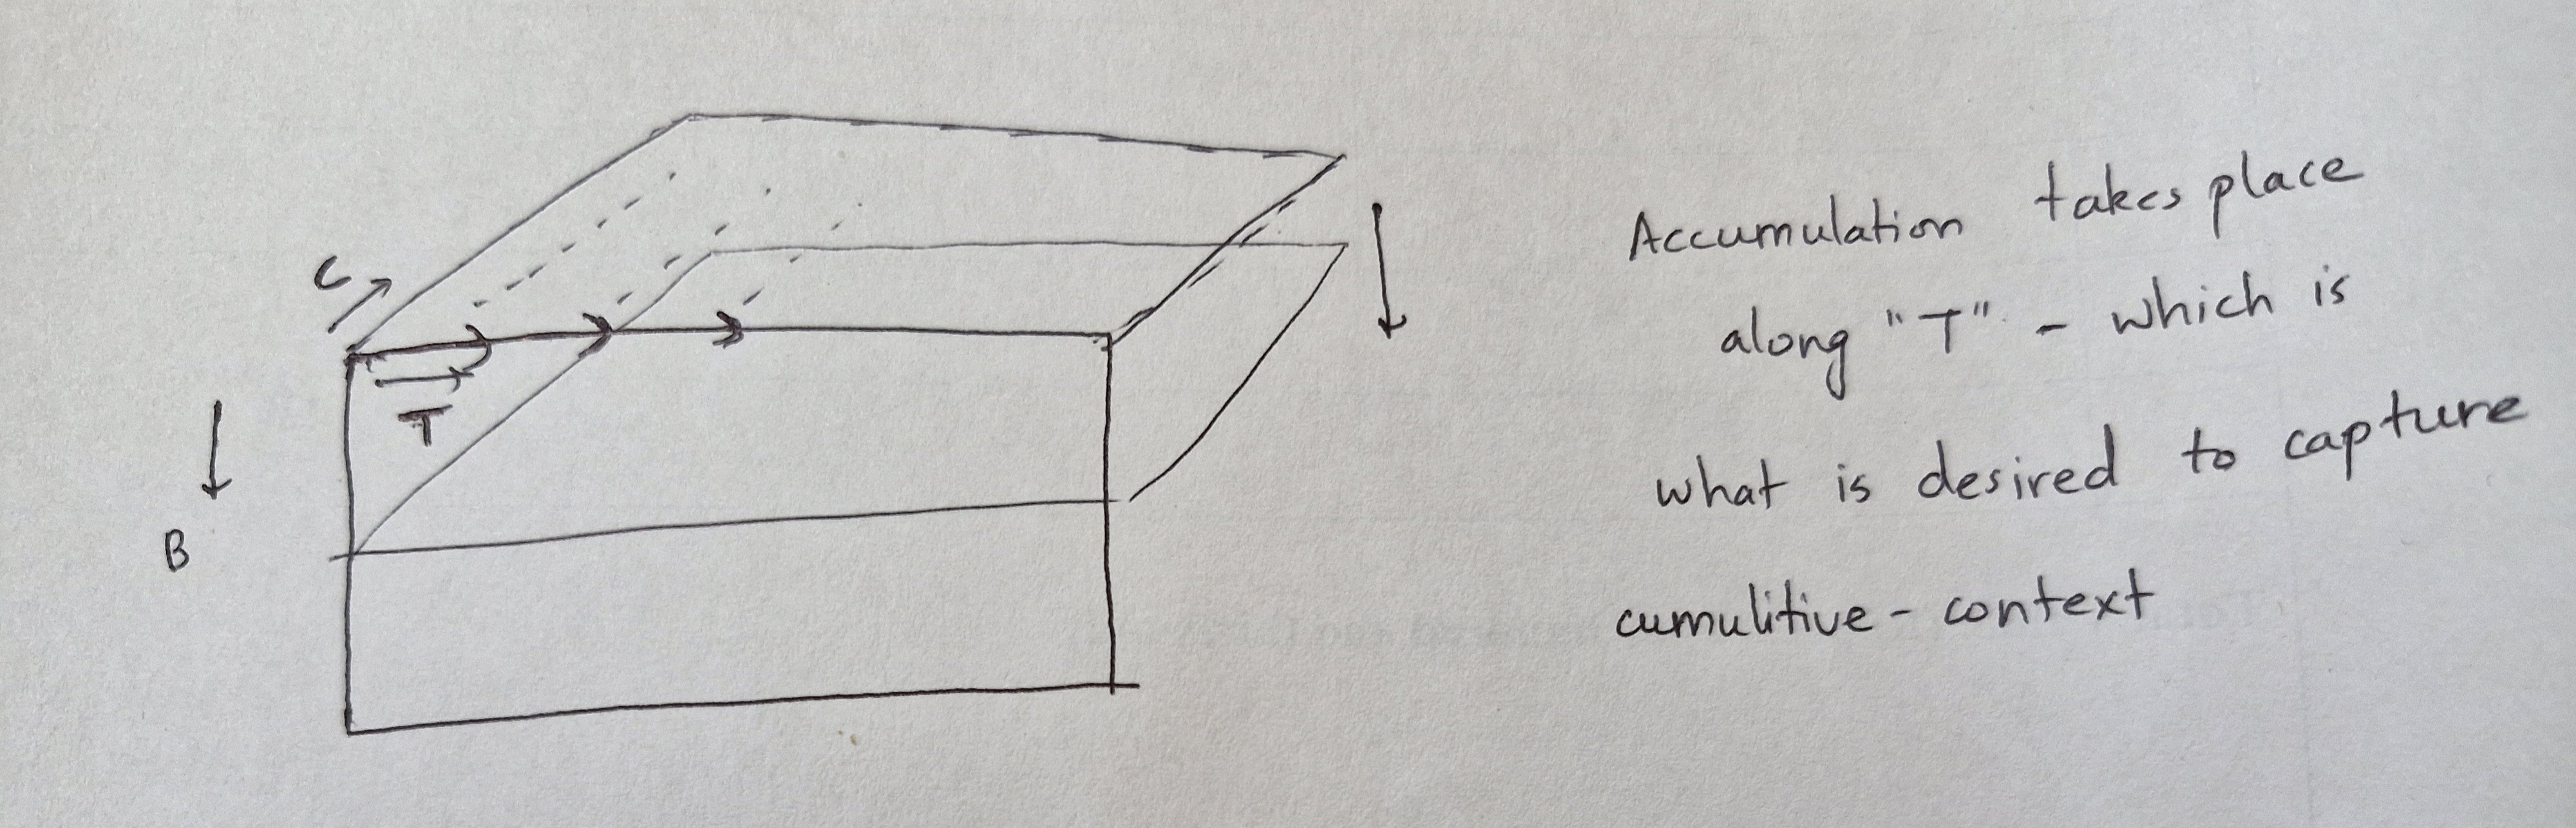 C
T
B
Accumulation takes place
along "T" - which is
what is desired to capture
cumulitive - context